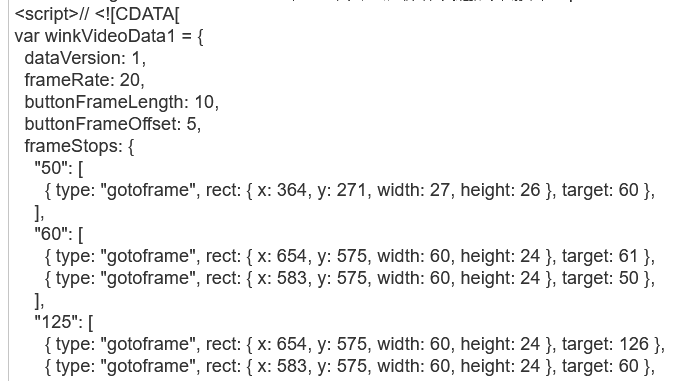 <script>// <![CDATA[
var winkVideoData1 = {
dataVersion: 1,
frameRate: 20,
buttonFrameLength: 10,
buttonFrameOffset: 5,
frameStops: {
"50": [
{ type: "gotoframe", rect: { x: 364, y: 271, width: 27, height: 26 }, target: 60 },
],
"60": [
{ type: "gotoframe", rect: { x: 654, y: 575, width: 60, height: 24 }, target: 61 },
{ type: "gotoframe", rect: { x: 583, y: 575, width: 60, height: 24 }, target: 50 },
],
"125": [
{ type: "gotoframe", rect: { x: 654, y: 575, width: 60, height: 24 }, target: 126 },
{ type: "gotoframe", rect: { x: 583, y: 575, width: 60, height: 24 }, target: 60 },